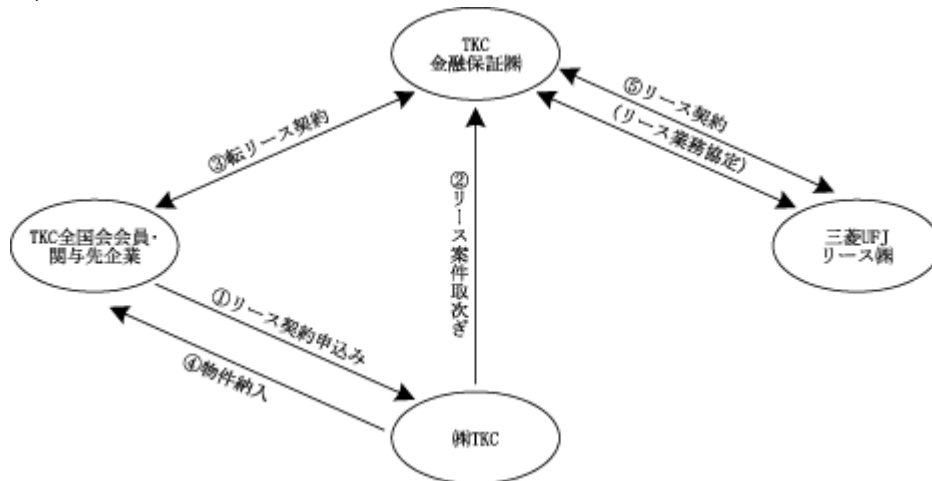 TKC
金融保証㈱
③転リース契約
⑤リース契約
(リース業務協定)
②リース案件取次ぎ
TKC全国会会員・
関与先企業
三菱UFJ
リース㈱
①リース契約申込み
④物件納入
㈱TKC